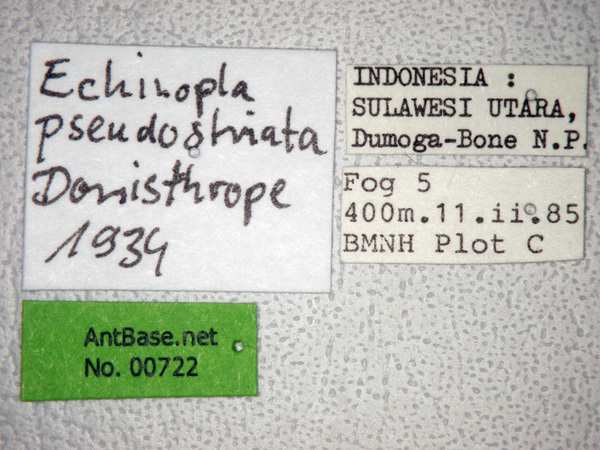 Echinopla
pseudostriata
Donisthrope
1934
INDONESIA :
SULAWESI UTARA,
Dumoga-Bone N.P.
Fog 5
400m.11.ii.85
BMNH Plot C
AntBase.net
No. 00722